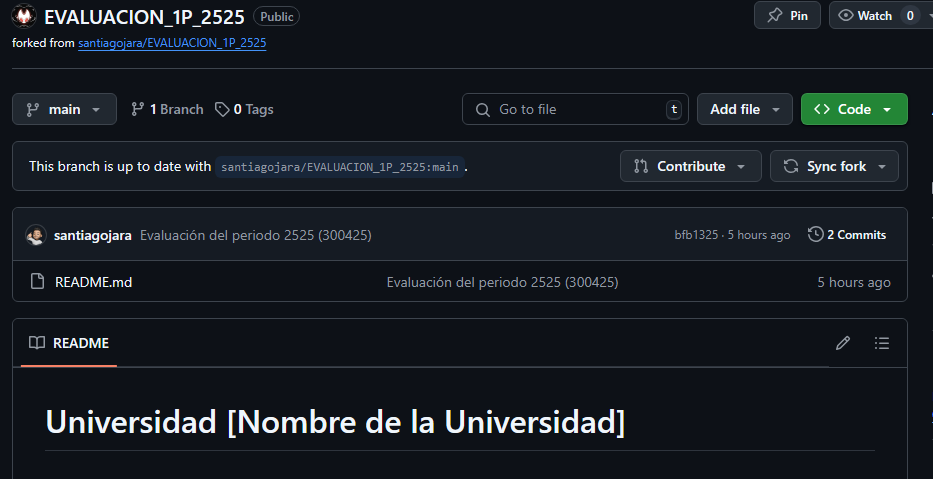 EVALUACION_1P_2525 Public Pin Watch 0
forked from santiagojara/EVALUACION_1P_2525
main 1 Branch 0 Tags Go to file t Add file Code
This branch is up to date with santiagojara/EVALUACION_1P_2525:main. Contribute Sync fork
santiagojara Evaluación del periodo 2525 (300425) bfb1325 · 5 hours ago 2 Commits
README.md Evaluación del periodo 2525 (300425) 5 hours ago
README
Universidad [Nombre de la Universidad]